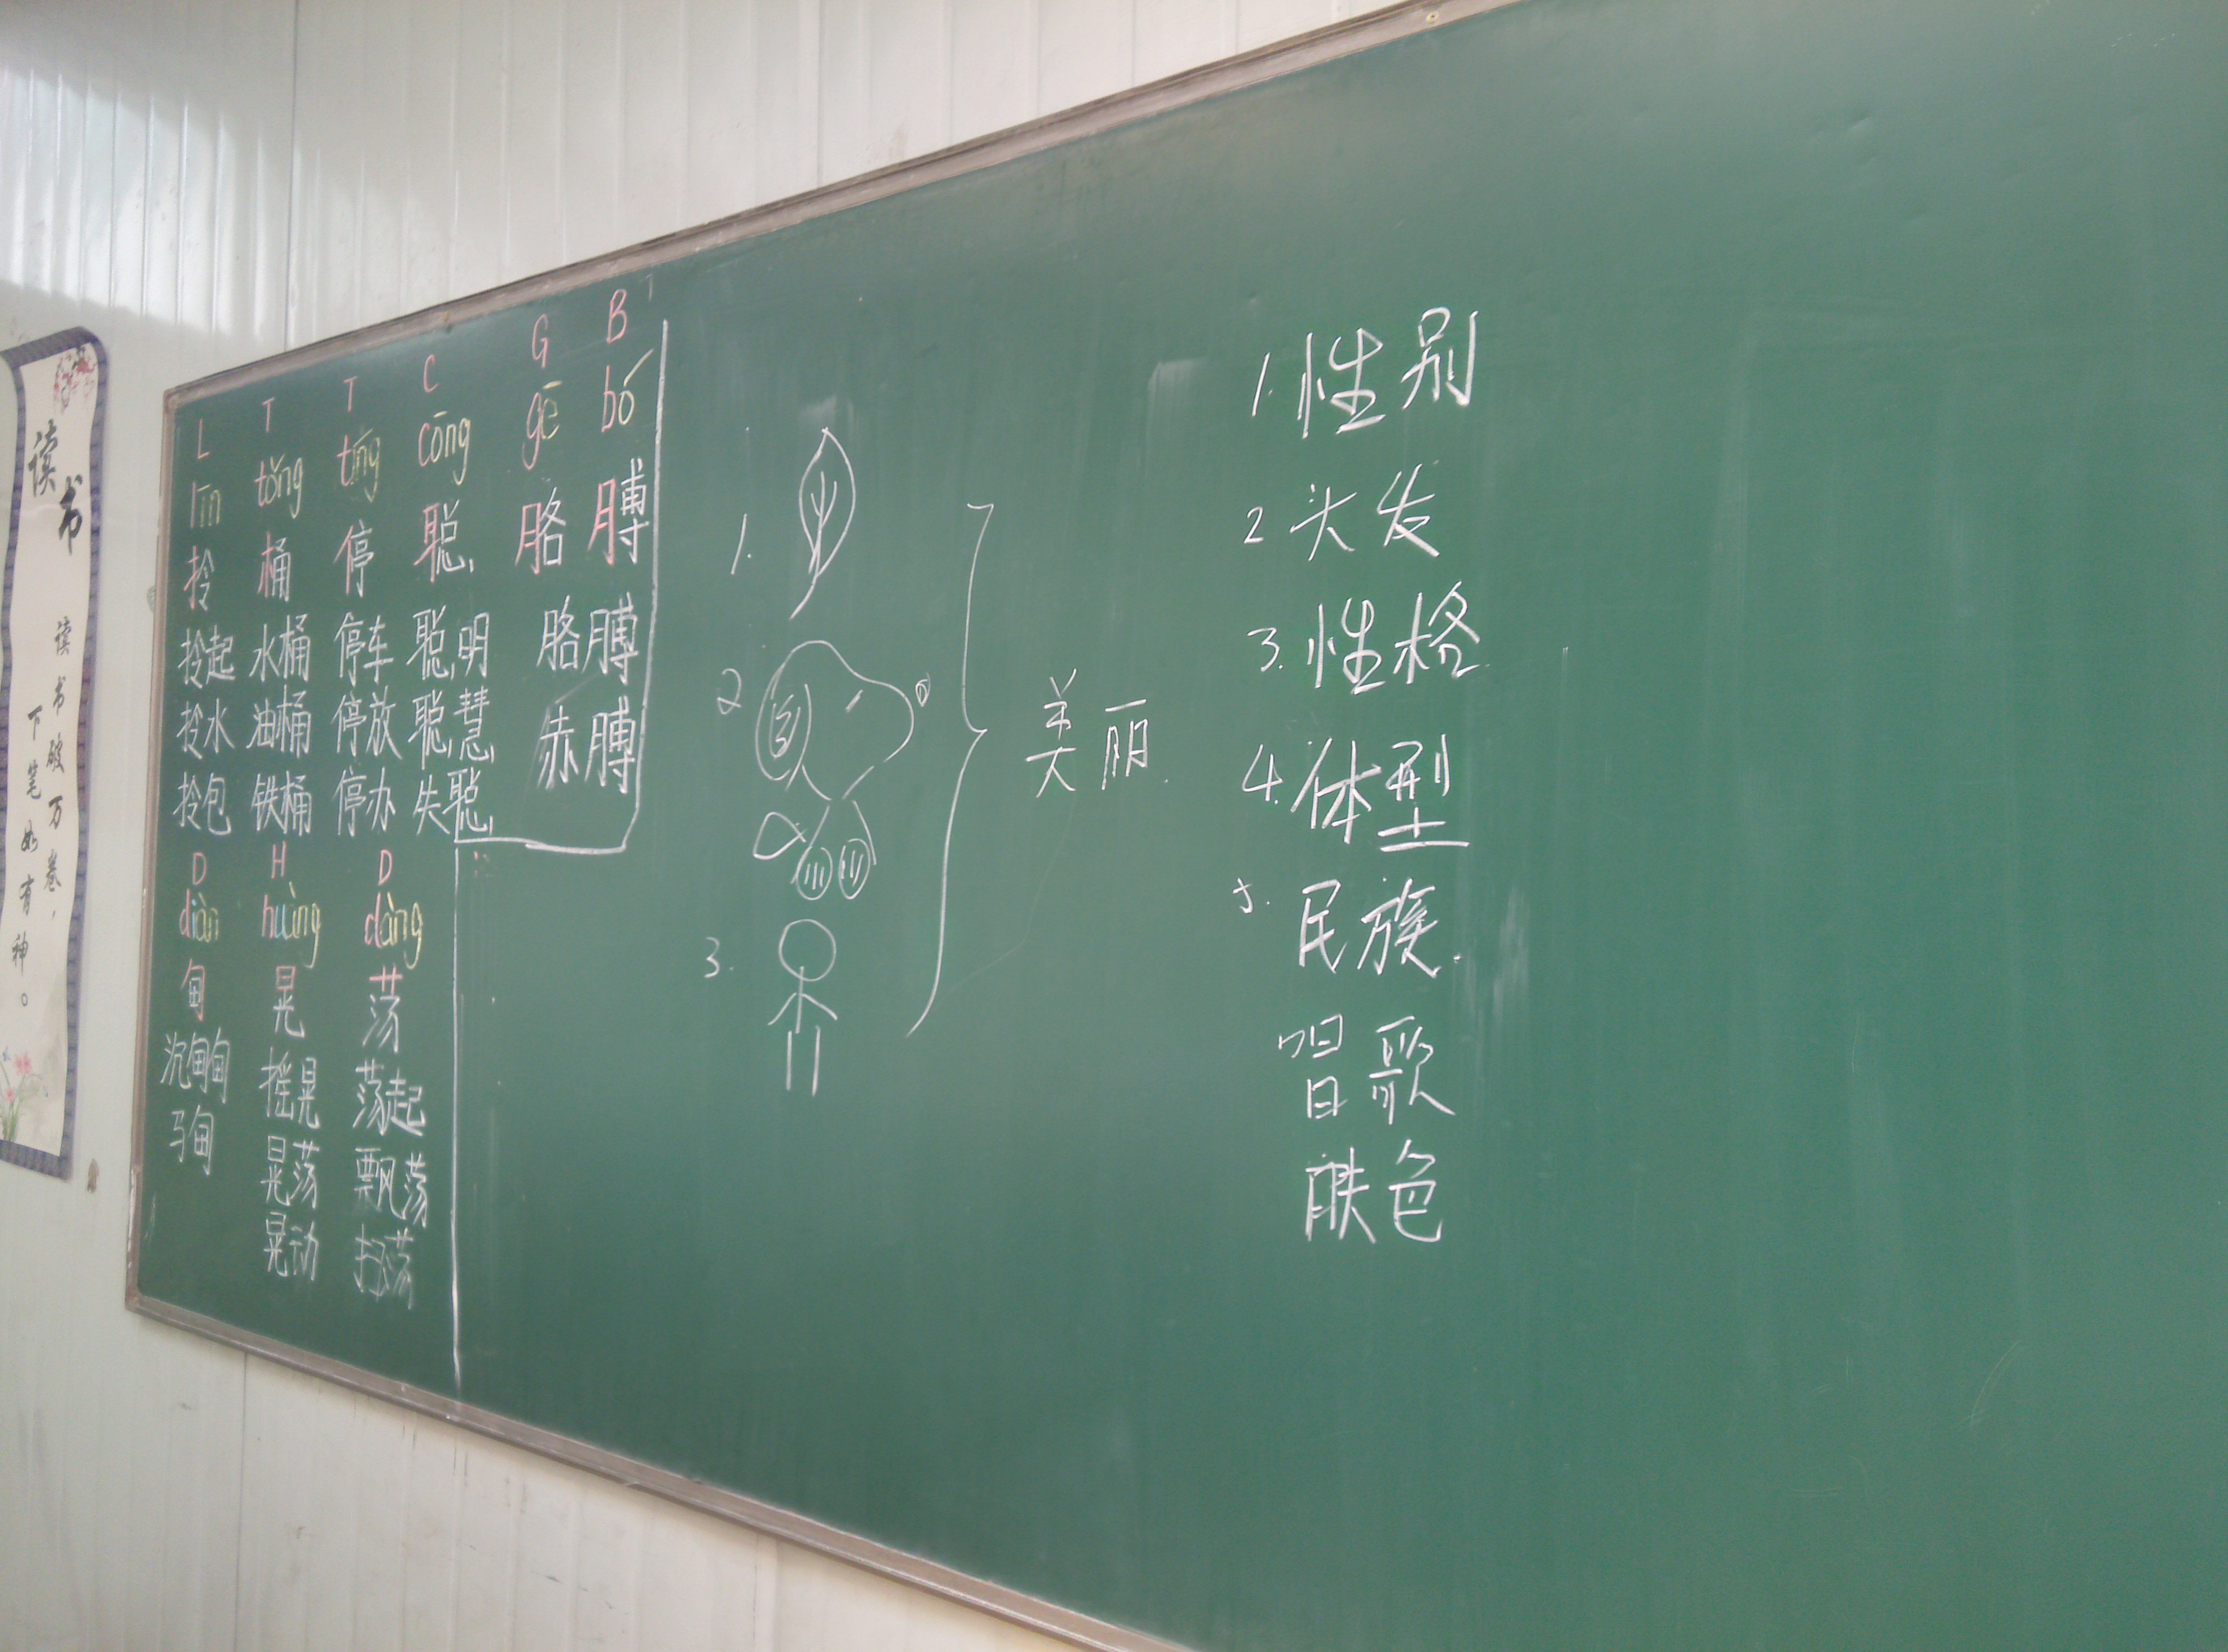 读书
读书破万卷，
下笔如有神。
L T T C G B
līn tǒng tíng cōng gē bó
拎 桶 停 聪 胳 膊
拎起 水桶 停车 聪明 胳膊
拎水 油桶 停放 聪慧 赤膊
拎包 铁桶 停办 失聪
D H D
diàn huàng dàng
甸 晃 荡
沉甸甸 摇晃 荡起
马甸 晃荡 飘荡
晃动 扫荡
1.
2
3.
美丽.
1.性别
2头发
3.性格
4.体型
5.民族.
唱歌
肤色